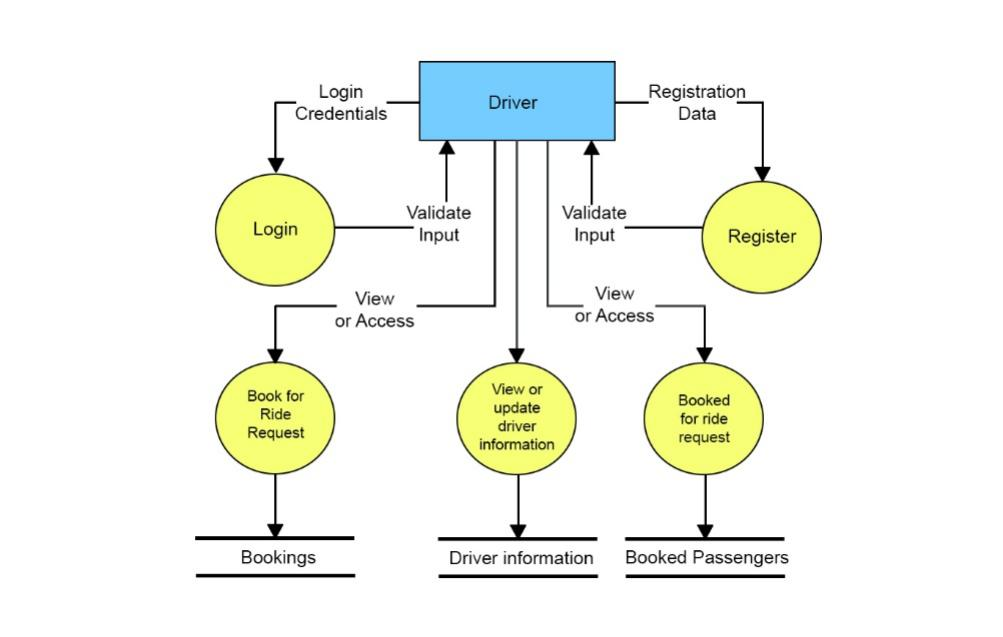 Login
Credentials
Driver
Registration
Data
Login
Validate
Input
Validate
Input
Register
View
or Access
View
or Access
Book for
Ride
Request
View or
update
driver
information
Booked
for ride
request
Bookings
Driver information
Booked Passengers